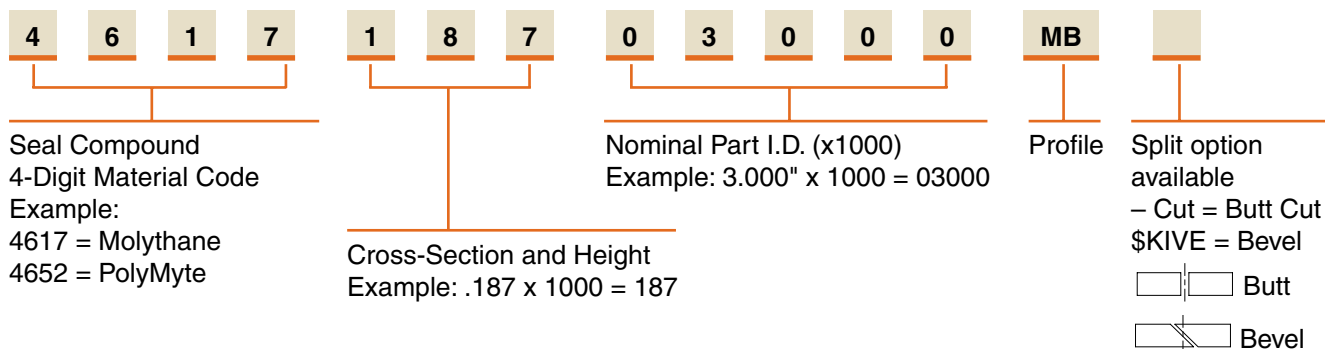 4 6 1 7 1 8 7 0 3 0 0 0 MB
Seal Compound
4-Digit Material Code
Example:
4617 = Molythane
4652 = PolyMyte
Cross-Section and Height
Example: .187 x 1000 = 187
Nominal Part I.D. (x1000)
Example: 3.000" x 1000 = 03000
Profile
Split option
available
– Cut = Butt Cut
$KIVE = Bevel
Butt
Bevel